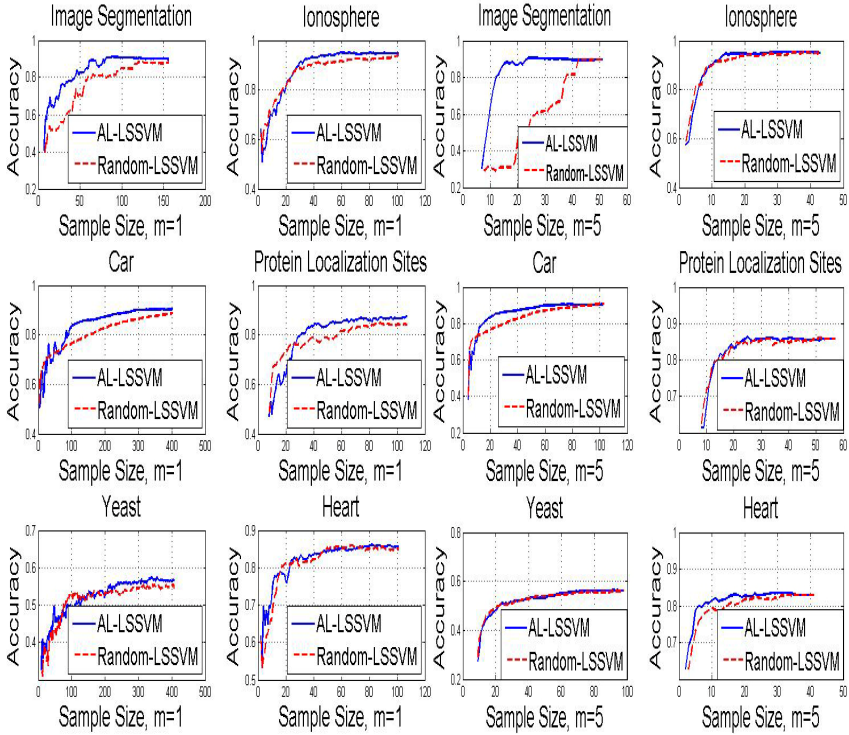 Image Segmentation
Accuracy
1
0.8
0.6
0.4
0.2
AL-LSSVM
Random-LSSVM
0 50 100 150 200
Sample Size, m=1
Ionosphere
Accuracy
1
0.8
0.6
0.4
AL-LSSVM
Random-LSSVM
0 20 40 60 80 100 120
Sample Size, m=1
Image Segmentation
Accuracy
1
0.8
0.6
0.4
0.2
AL-LSSVM
Random-LSSVM
0 10 20 30 40 50 60
Sample Size, m=5
Ionosphere
Accuracy
1
0.8
0.6
0.4
AL-LSSVM
Random-LSSVM
0 10 20 30 40 50
Sample Size, m=5
Car
Accuracy
1
0.8
0.6
0.4
AL-LSSVM
Random-LSSVM
0 100 200 300 400 500
Sample Size, m=1
Protein Localization Sites
Accuracy
1
0.8
0.6
0.4
AL-LSSVM
Random-LSSVM
0 20 40 60 80 100 120
Sample Size, m=1
Car
Accuracy
1
0.8
0.6
0.4
0.2
AL-LSSVM
Random-LSSVM
0 20 40 60 80 100 120
Sample Size, m=5
Protein Localization Sites
Accuracy
0.9
0.8
0.7
AL-LSSVM
Random-LSSVM
0 10 20 30 40 50 60
Sample Size, m=5
Yeast
Accuracy
0.7
0.6
0.5
0.4
0.3
AL-LSSVM
Random-LSSVM
0 100 200 300 400 500
Sample Size, m=1
Heart
Accuracy
0.9
0.8
0.7
0.6
0.5
AL-LSSVM
Random-LSSVM
0 20 40 60 80 100 120
Sample Size, m=1
Yeast
Accuracy
0.8
0.6
0.4
0.2
AL-LSSVM
Random-LSSVM
0 20 40 60 80 100
Sample Size, m=5
Heart
Accuracy
1
0.9
0.8
0.7
AL-LSSVM
Random-LSSVM
0 10 20 30 40 50
Sample Size, m=5